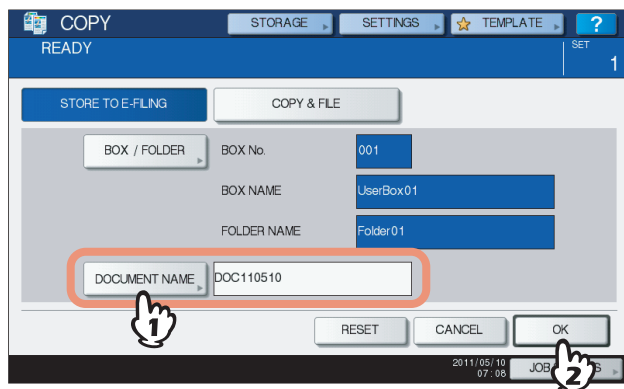 COPY STORAGE SETTINGS TEMPLATE ?
READY SET
1
STORE TO E-FILING COPY & FILE
BOX / FOLDER BOX No. 001
BOX NAME UserBox01
FOLDER NAME Folder01
DOCUMENT NAME DOC110510
1
RESET CANCEL OK
2011/05/10
07:08 JOB S
2